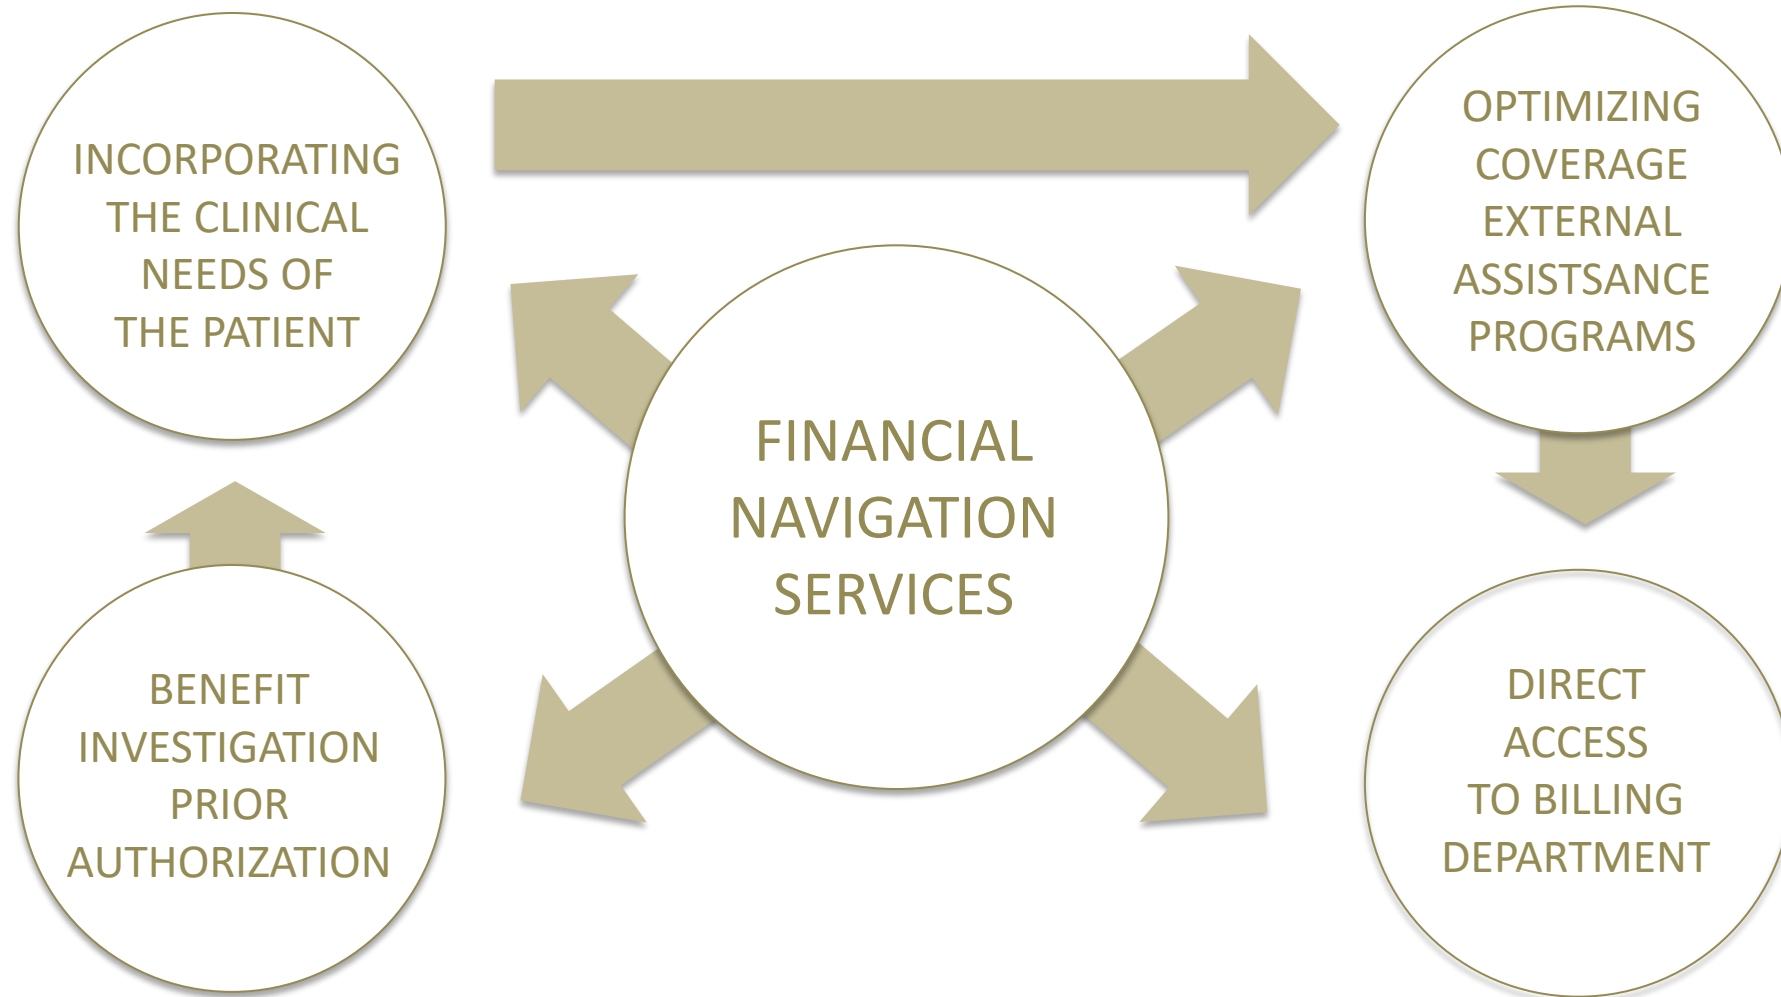 INCORPORATING
THE CLINICAL
NEEDS OF
THE PATIENT
OPTIMIZING
COVERAGE
EXTERNAL
ASSISTSANCE
PROGRAMS
FINANCIAL
NAVIGATION
SERVICES
BENEFIT
INVESTIGATION
PRIOR
AUTHORIZATION
DIRECT
ACCESS
TO BILLING
DEPARTMENT